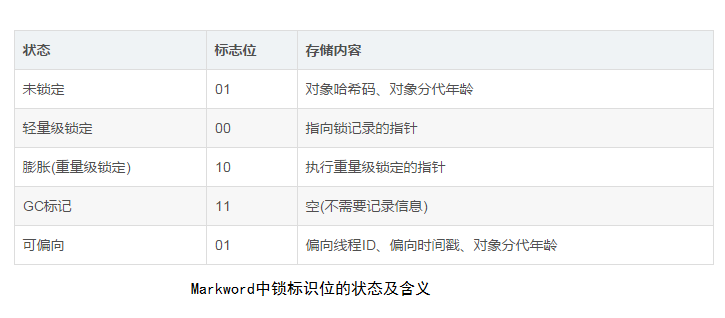 状态 标志位 存储内容
未锁定 01 对象哈希码、对象分代年龄
轻量级锁定 00 指向锁记录的指针
膨胀(重量级锁定) 10 执行重量级锁定的指针
GC标记 11 空(不需要记录信息)
可偏向 01 偏向线程ID、偏向时间戳、对象分代年龄
Markword中锁标识位的状态及含义